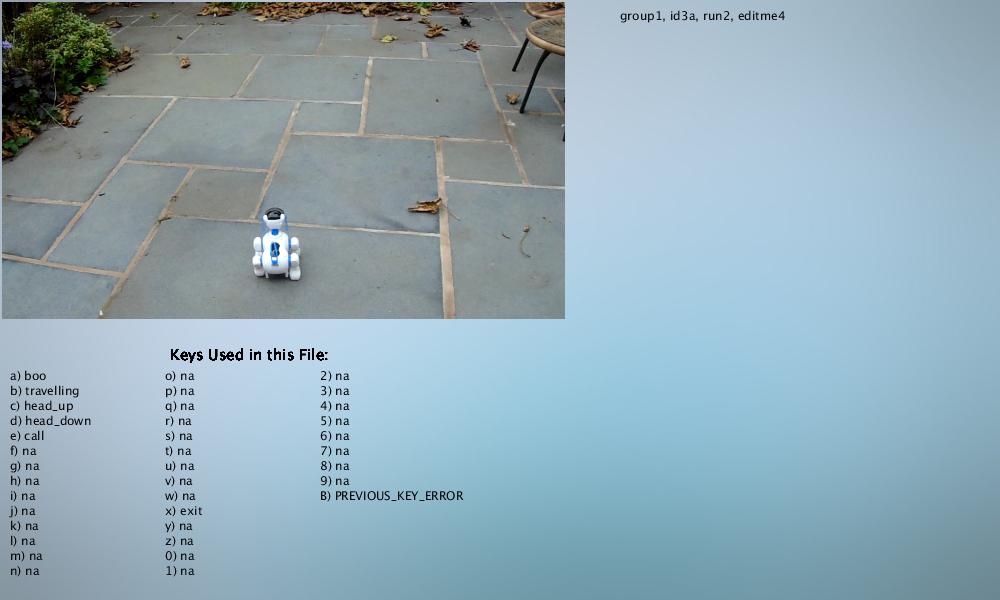 group1, id3a, run2, editme4
Keys Used in this File:
a) boo
b) travelling
c) head_up
d) head_down
e) call
f) na
g) na
h) na
i) na
j) na
k) na
l) na
m) na
n) na
o) na
p) na
q) na
r) na
s) na
t) na
u) na
v) na
w) na
x) exit
y) na
z) na
0) na
1) na
2) na
3) na
4) na
5) na
6) na
7) na
8) na
9) na
B) PREVIOUS_KEY_ERROR